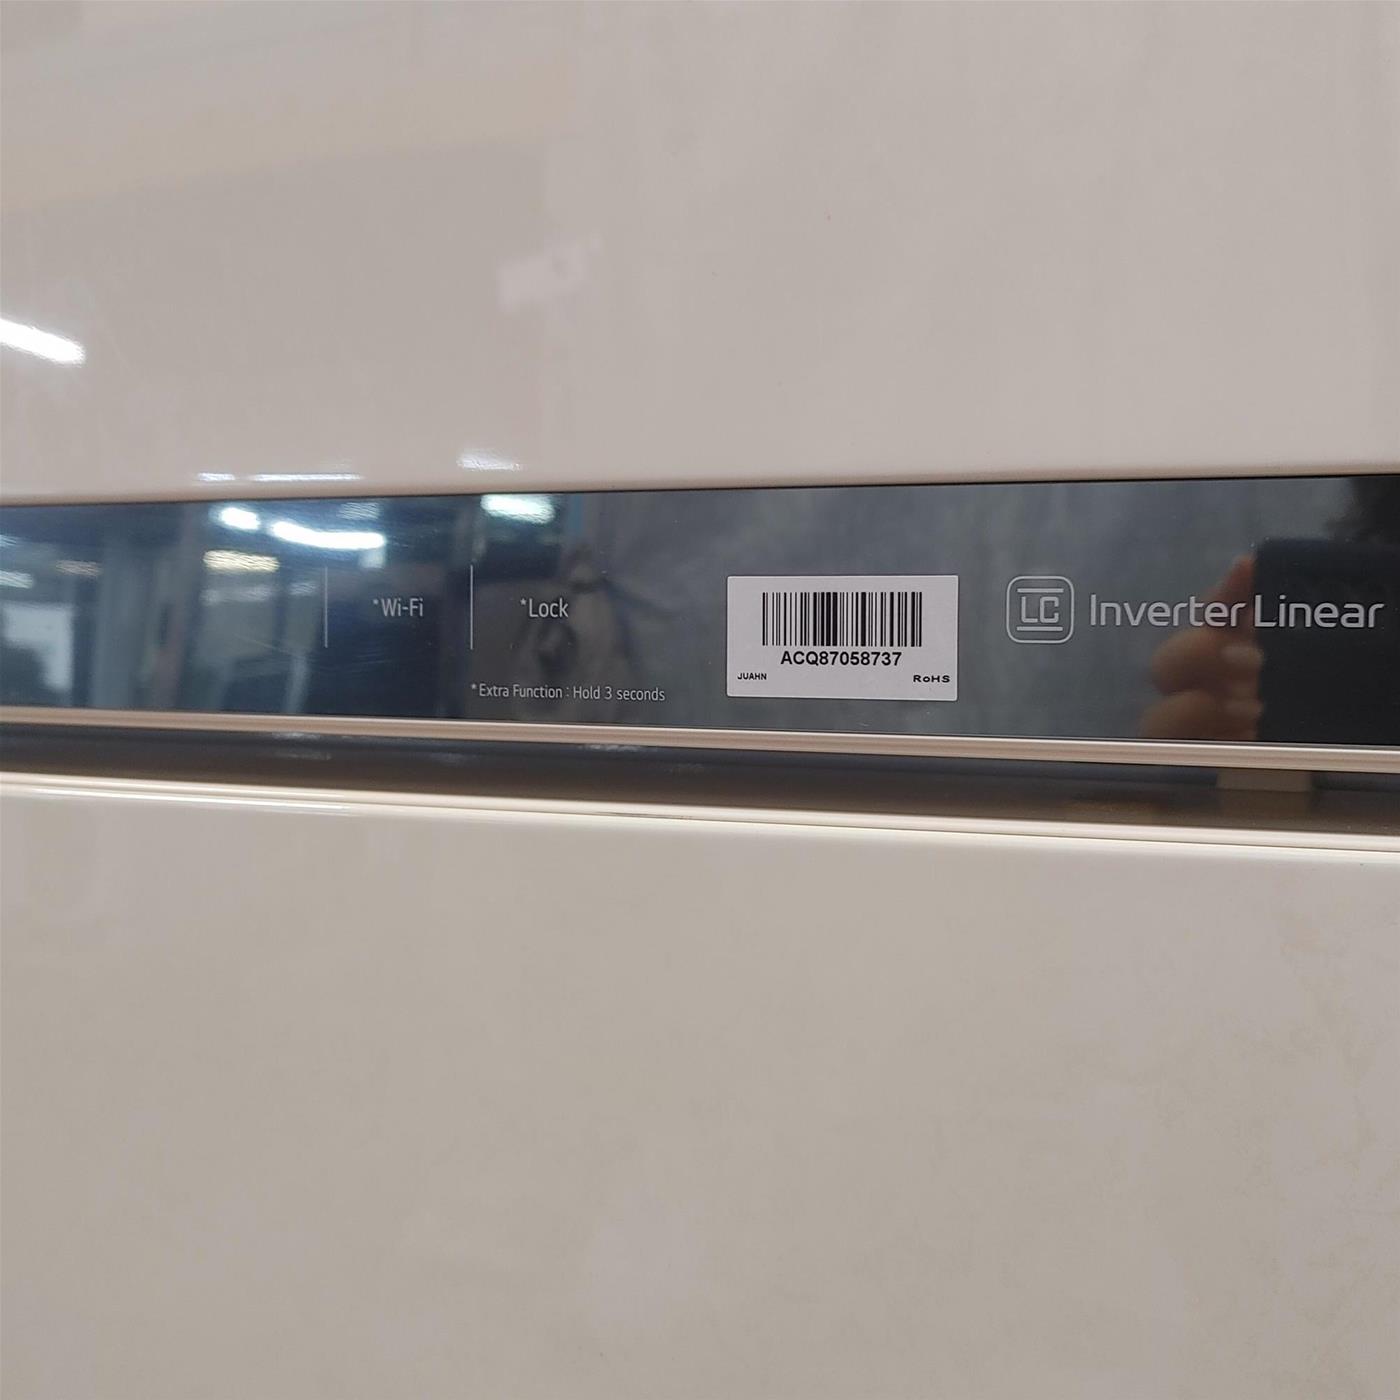 *Wi-Fi
*Lock
*Extra Function : Hold 3 seconds
ACQ87058737
JUAHN
RoHS
LC Inverter Linear